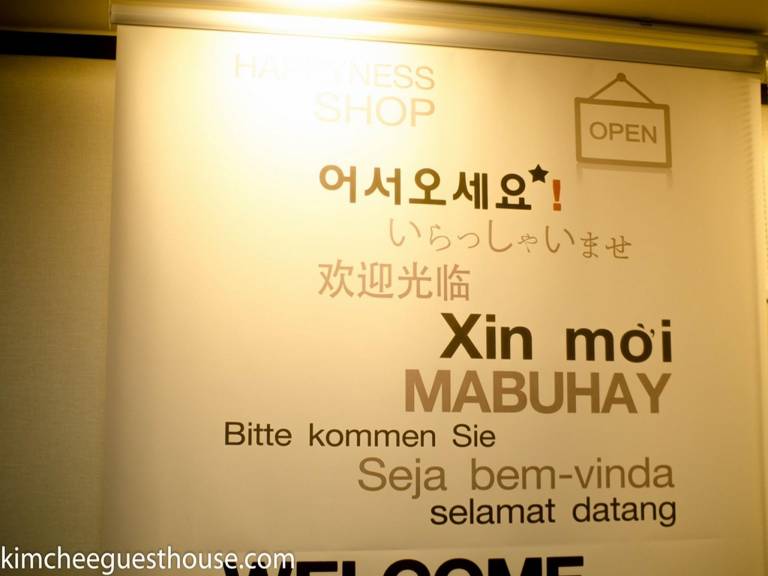 HAPPYNESS
SHOP
OPEN
어서오세요*!
いらっしゃいませ
欢迎光临
Xin mời
MABUHAY
Bitte kommen Sie
Seja bem-vinda
selamat datang
WELCOME
kimcheeguesthouse.com